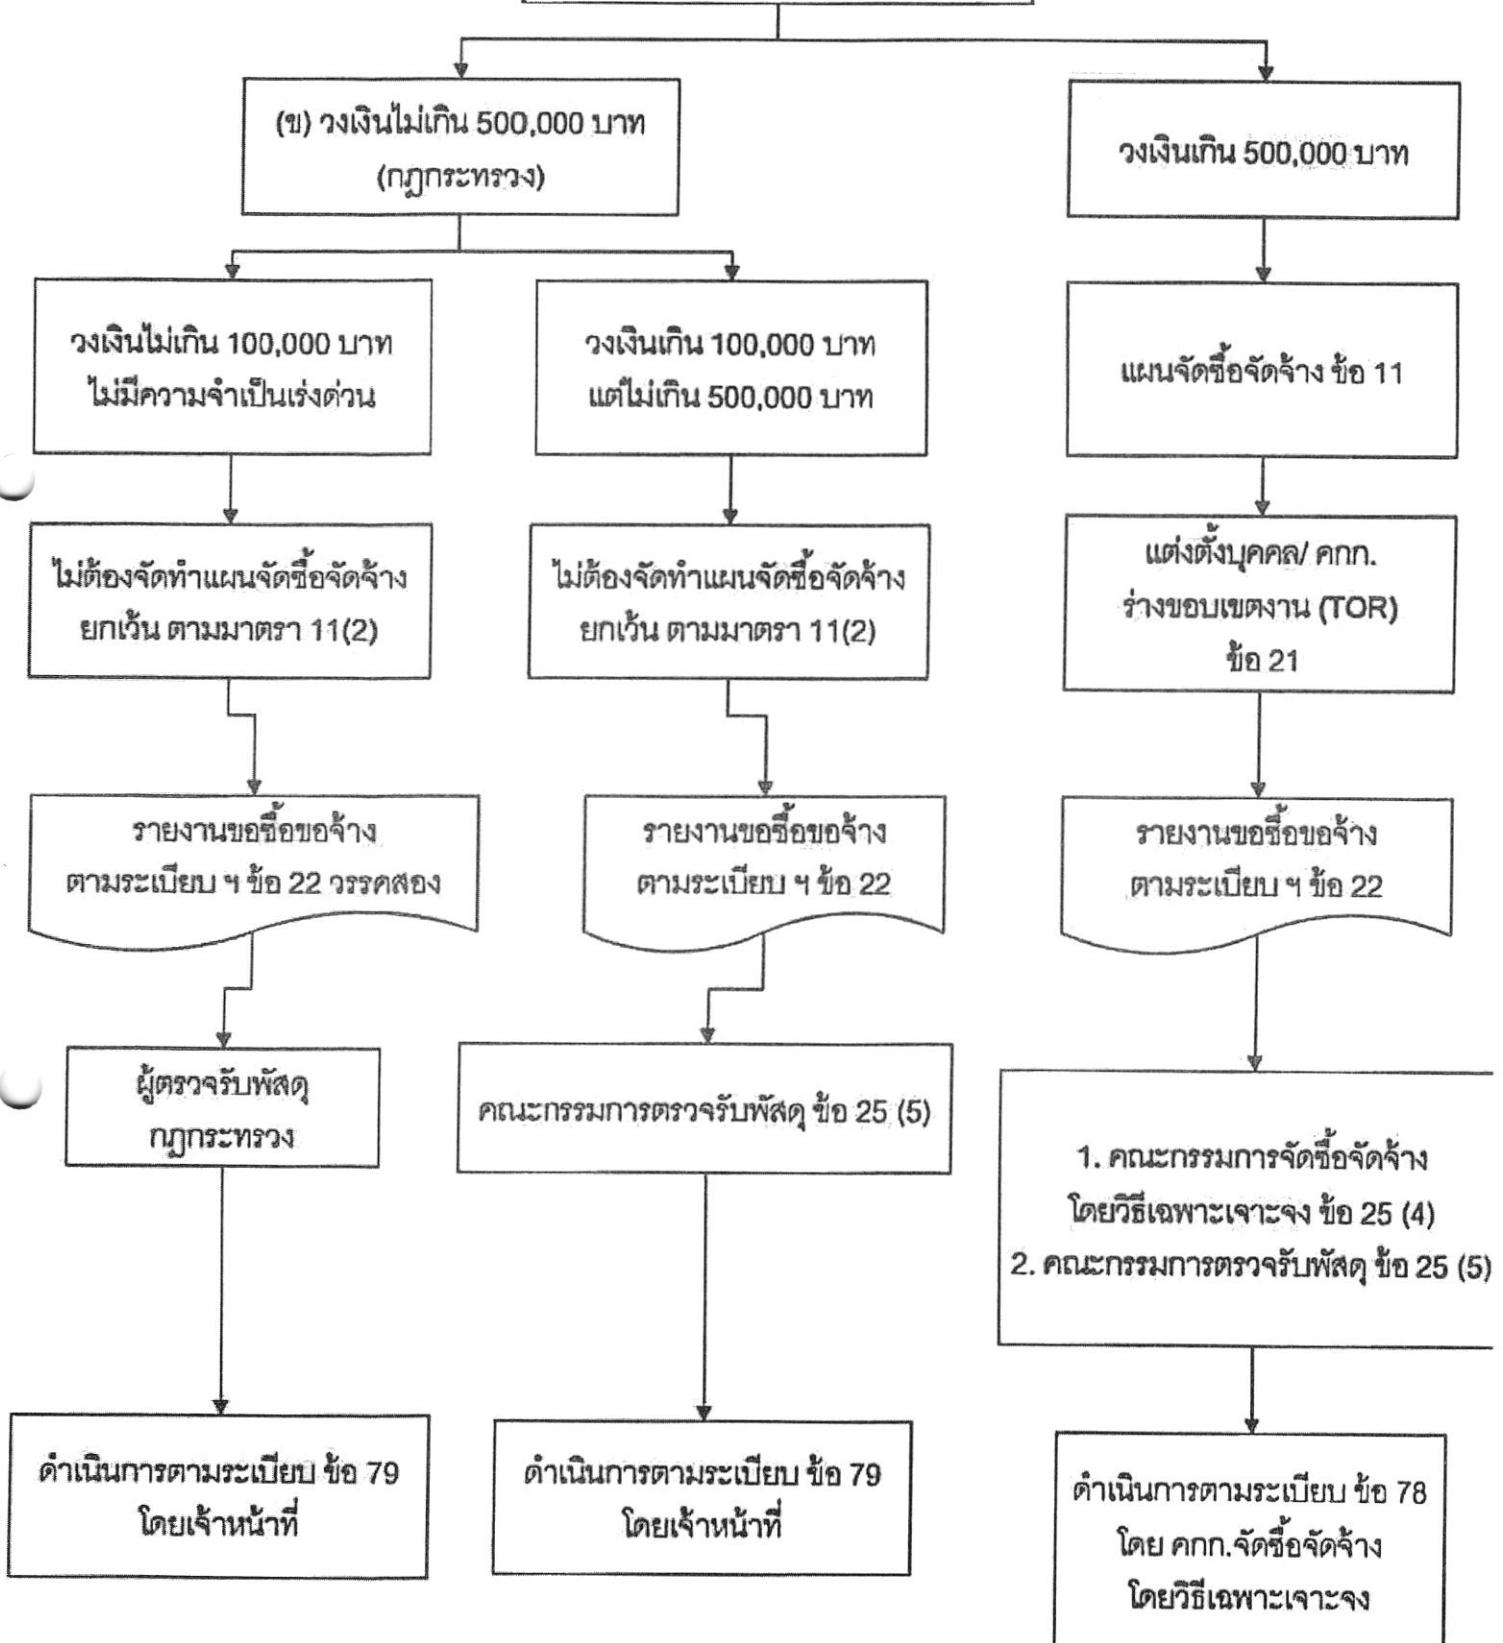 (ข) วงเงินไม่เกิน 500,000 บาท
(กฎกระทรวง)
วงเงินเกิน 500,000 บาท
วงเงินไม่เกิน 100,000 บาท
ไม่มีความจำเป็นเร่งด่วน
วงเงินเกิน 100,000 บาท
แต่ไม่เกิน 500,000 บาท
แผนจัดซื้อจัดจ้าง ข้อ 11
ไม่ต้องจัดทำแผนจัดซื้อจัดจ้าง
ยกเว้น ตามมาตรา 11(2)
ไม่ต้องจัดทำแผนจัดซื้อจัดจ้าง
ยกเว้น ตามมาตรา 11(2)
แต่งตั้งบุคคล/ คกก.
ร่างขอบเขตงาน (TOR)
ข้อ 21
รายงานขอซื้อขอจ้าง
ตามระเบียบ ฯ ข้อ 22 วรรคสอง
รายงานขอซื้อขอจ้าง
ตามระเบียบ ฯ ข้อ 22
รายงานขอซื้อขอจ้าง
ตามระเบียบ ฯ ข้อ 22
ผู้ตรวจรับพัสดุ
กฎกระทรวง
คณะกรรมการตรวจรับพัสดุ ข้อ 25 (5)
1. คณะกรรมการจัดซื้อจัดจ้าง
โดยวิธีเฉพาะเจาะจง ข้อ 25 (4)
2. คณะกรรมการตรวจรับพัสดุ ข้อ 25 (5)
ดำเนินการตามระเบียบ ข้อ 79
โดยเจ้าหน้าที่
ดำเนินการตามระเบียบ ข้อ 79
โดยเจ้าหน้าที่
ดำเนินการตามระเบียบ ข้อ 78
โดย คกก.จัดซื้อจัดจ้าง
โดยวิธีเฉพาะเจาะจง